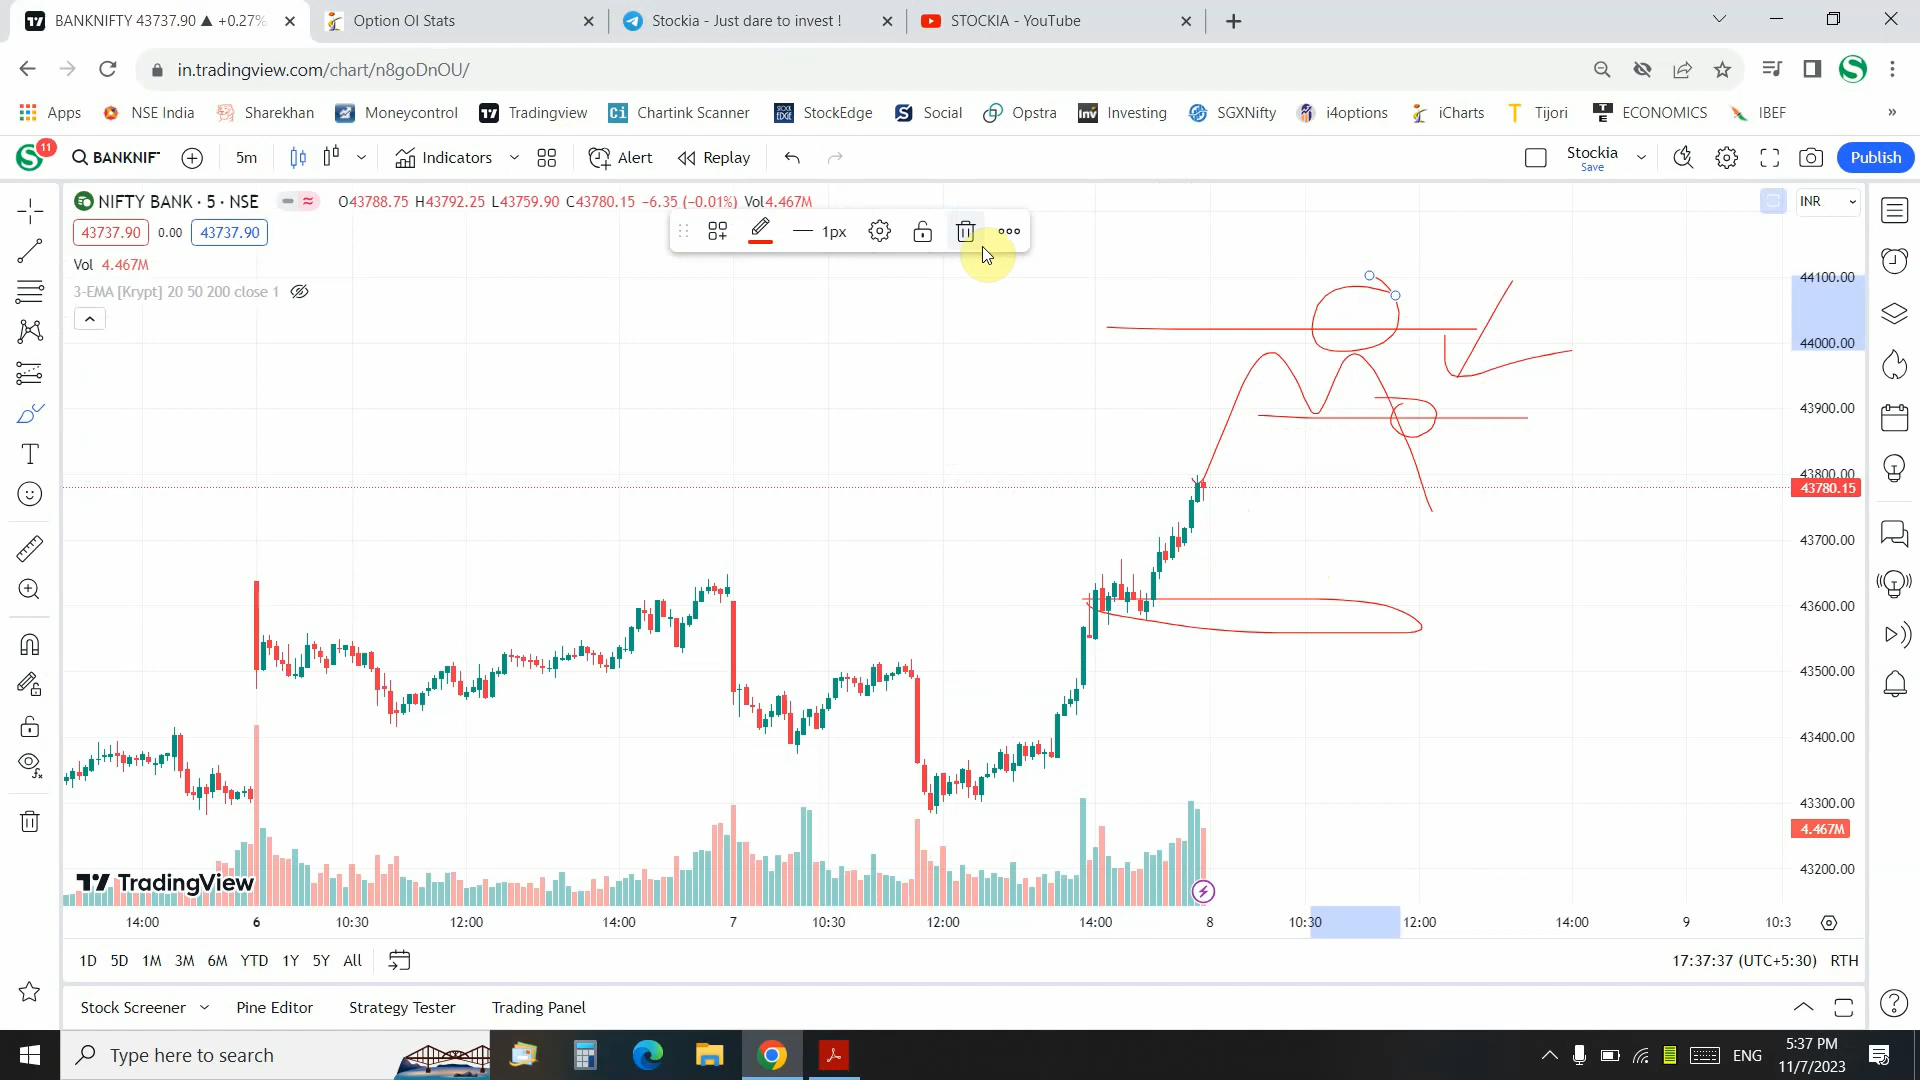 BANKNIFTY 43737.90 ▲ +0.27%
Option OI Stats
Stockia - Just dare to invest !
STOCKIA - YouTube
in.tradingview.com/chart/n8goDnOU/
Apps NSE India Sharekhan Moneycontrol Tradingview Chartink Scanner StockEdge Social Opstra Investing SGXNifty i4options iCharts Tijori ECONOMICS IBEF »
11 BANKNIF 5m Indicators Alert Replay Stockia Save Publish
NIFTY BANK · 5 · NSE O43788.75 H43792.25 L43759.90 C43780.15 −6.35 (−0.01%) Vol4.467M INR
43737.90 0.00 43737.90 1px
Vol 4.467M
3-EMA [Krypt] 20 50 200 close 1
44100.00
44000.00
43900.00
43800.00
43780.15
43700.00
43600.00
43500.00
43400.00
43300.00
4.467M
43200.00
TradingView
14:00 6 10:30 12:00 14:00 7 10:30 12:00 14:00 8 10:30 12:00 14:00 9 10:3
1D 5D 1M 3M 6M YTD 1Y 5Y All 17:37:37 (UTC+5:30) RTH
Stock Screener Pine Editor Strategy Tester Trading Panel
Type here to search ENG 5:37 PM
11/7/2023